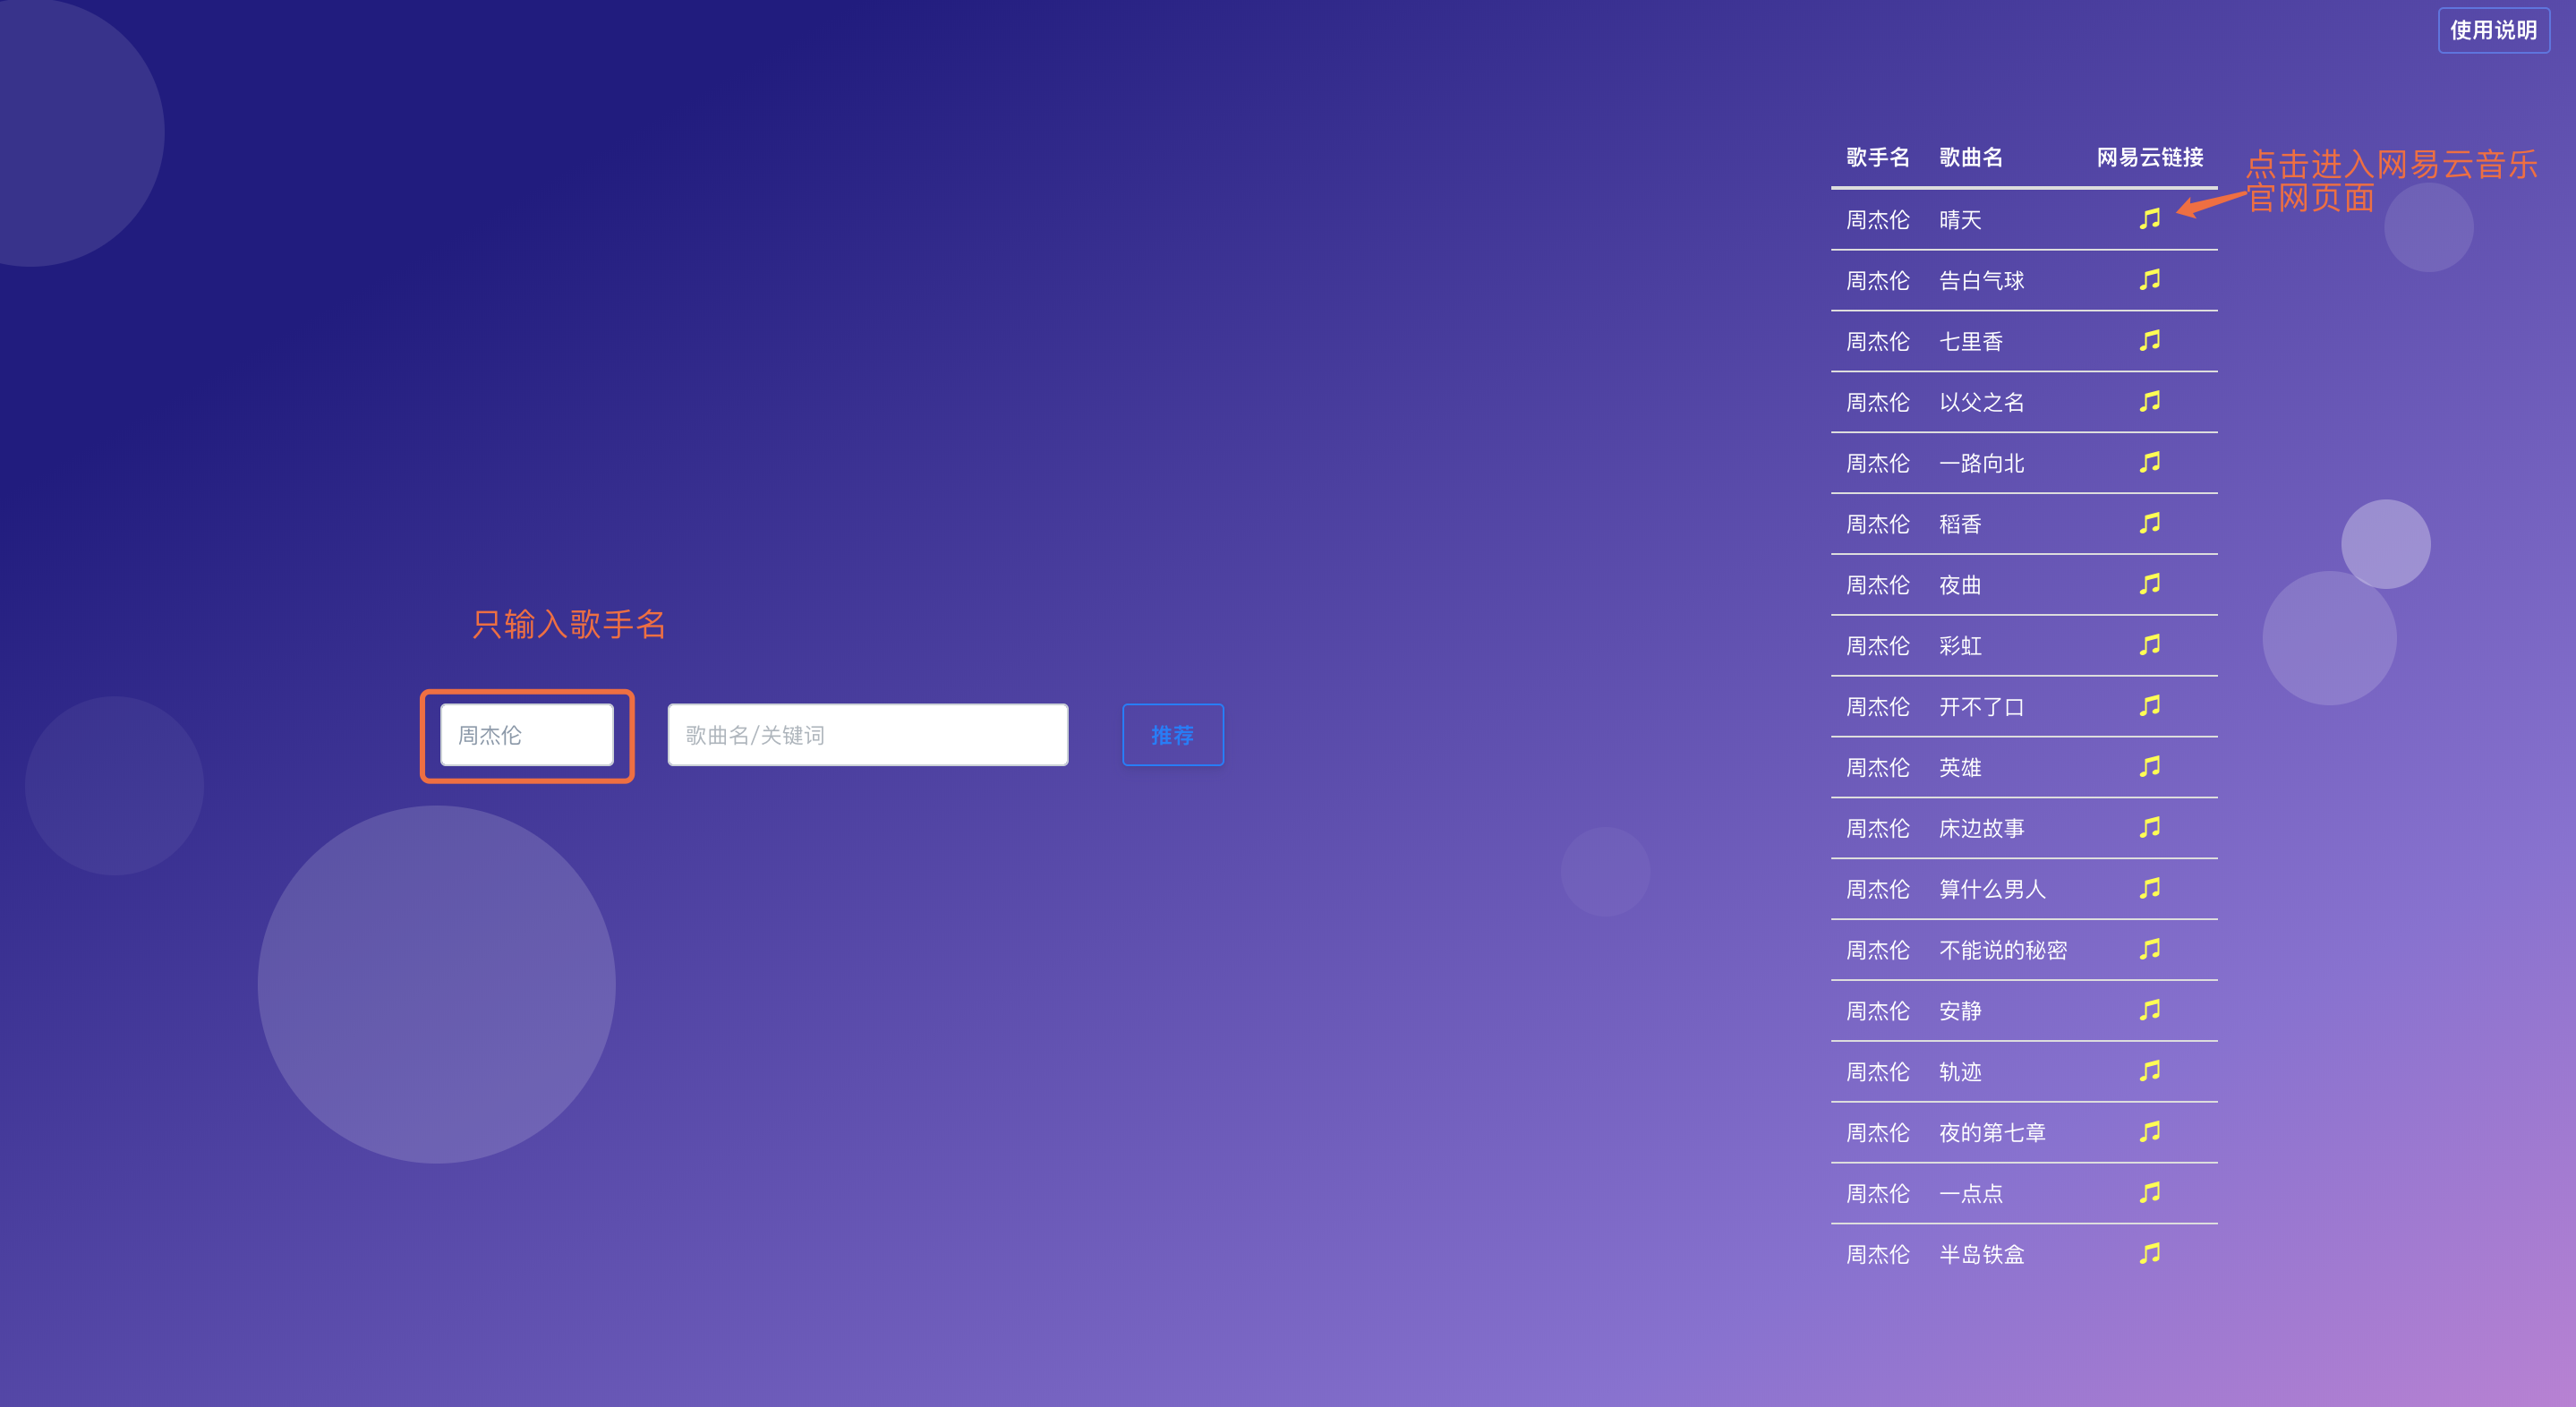 使用说明
歌手名 歌曲名 网易云链接
点击进入网易云音乐
官网页面
周杰伦 晴天
周杰伦 告白气球
周杰伦 七里香
周杰伦 以父之名
周杰伦 一路向北
周杰伦 稻香
周杰伦 夜曲
周杰伦 彩虹
周杰伦 开不了口
周杰伦 英雄
周杰伦 床边故事
周杰伦 算什么男人
周杰伦 不能说的秘密
周杰伦 安静
周杰伦 轨迹
周杰伦 夜的第七章
周杰伦 一点点
周杰伦 半岛铁盒
只输入歌手名
周杰伦 歌曲名/关键词 推荐